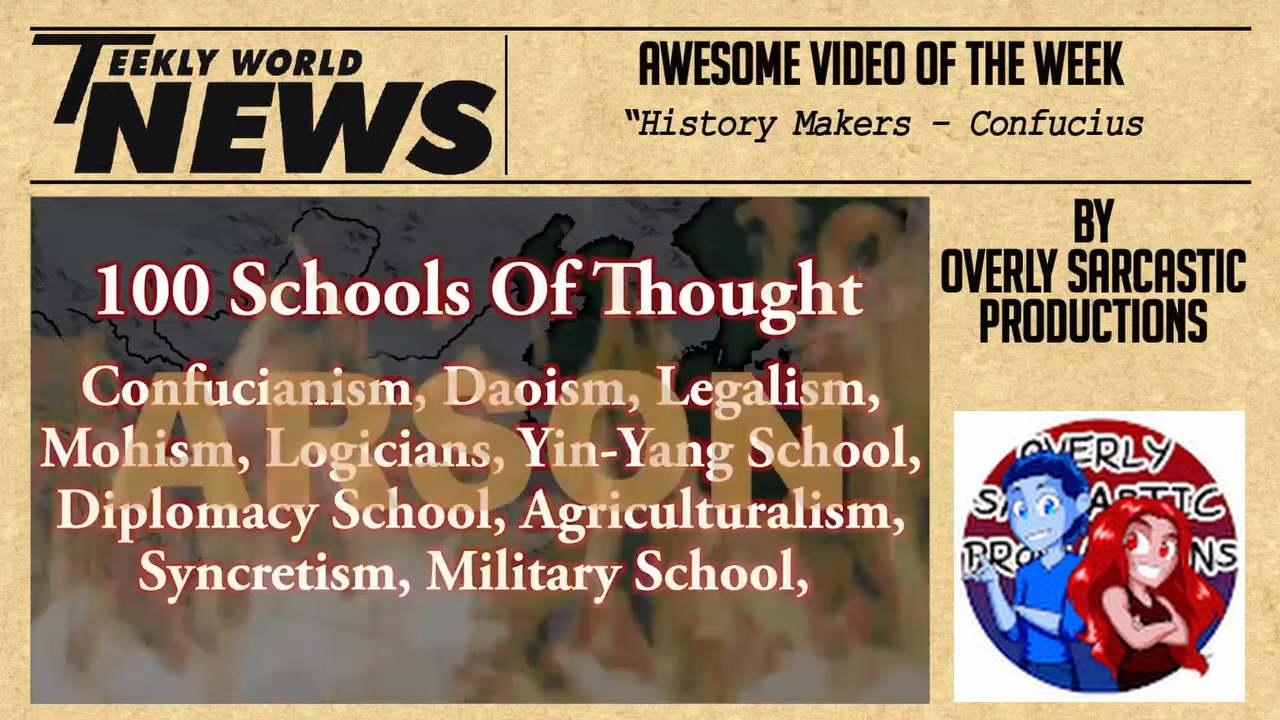 TEEKLY WORLD
NEWS
AWESOME VIDEO OF THE WEEK
"History Makers - Confucius
BY
OVERLY SARCASTIC
PRODUCTIONS
100 Schools Of Thought
Confucianism, Daoism, Legalism,
Mohism, Logicians, Yin-Yang School,
Diplomacy School, Agriculturalism,
Syncretism, Military School,
ARSON
OVERLY